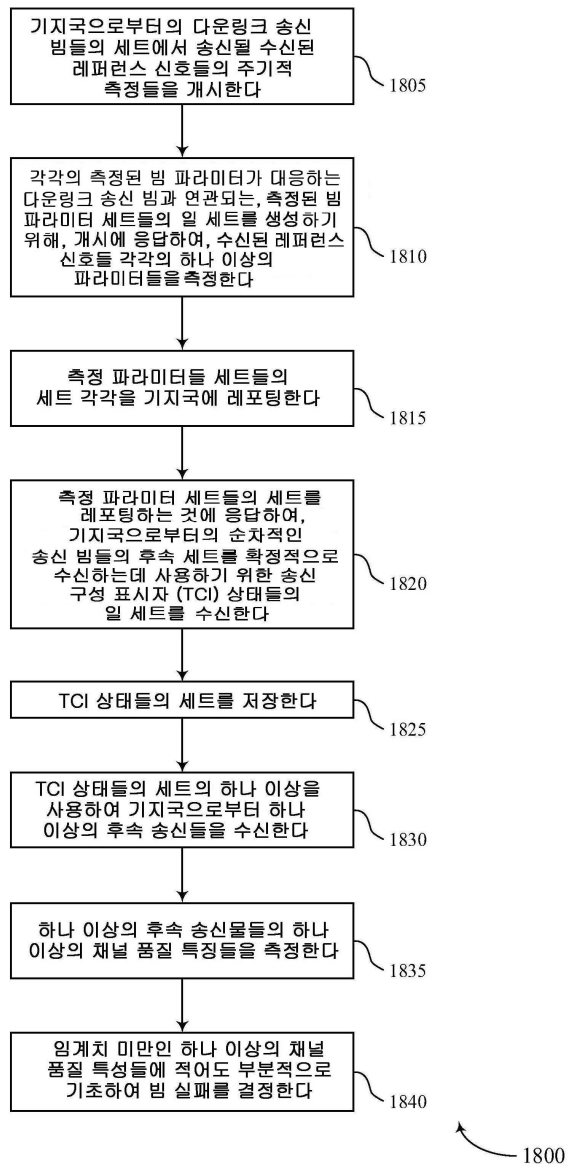 기지국으로부터의 다운링크 송신
빔들의 세트에서 송신될 수신된
레퍼런스 신호들의 주기적
측정들을 개시한다
1805
각각의 측정된 빔 파라미터가 대응하는
다운링크 송신 빔과 연관되는, 측정된 빔
파라미터 세트들의 일 세트를 생성하기
위해, 개시에 응답하여, 수신된 레퍼런스
신호들 각각의 하나 이상의
파라미터들을측정한다
1810
측정 파라미터들 세트들의
세트 각각을 기지국에 레포팅한다
1815
측정 파라미터 세트들의 세트를
레포팅하는 것에 응답하여,
기지국으로부터의 순차적인
송신 빔들의 후속 세트를 확정적으로
수신하는데 사용하기 위한 송신
구성 표시자 (TCI) 상태들의
일 세트를 수신한다
1820
TCI 상태들의 세트를 저장한다
1825
TCI 상태들의 세트의 하나 이상을
사용하여 기지국으로부터 하나
이상의 후속 송신들을 수신한다
1830
하나 이상의 후속 송신물들의 하나
이상의 채널 품질 특징들을 측정한다
1835
임계치 미만인 하나 이상의 채널
품질 특성들에 적어도 부분적으로
기초하여 빔 실패를 결정한다
1840
1800